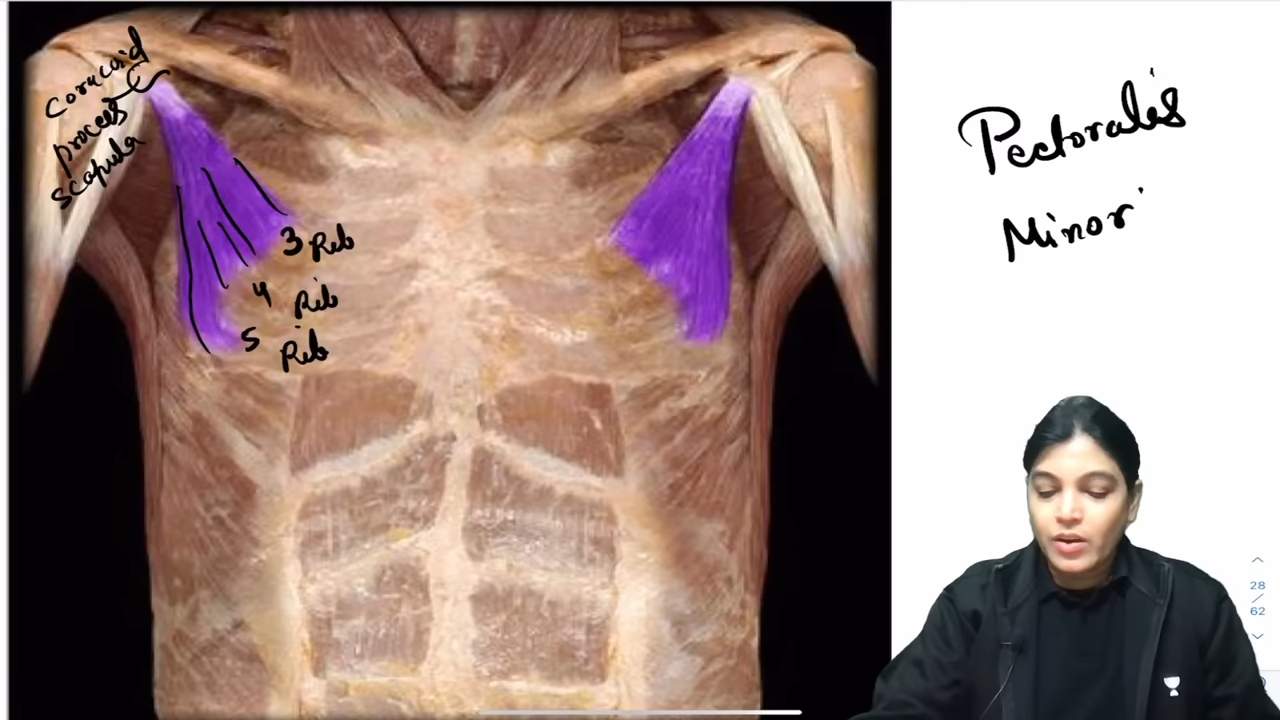 coracoid
process
scapula
3 Rib
4 Rib
5 Rib
Pectoralis
Minor
28
/
62